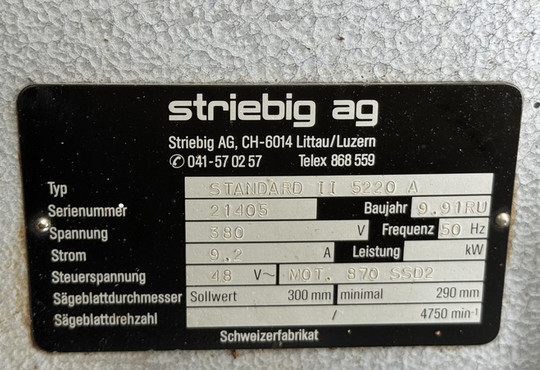 striebig ag
Striebig AG, CH-6014 Littau/Luzern
✆ 041-57 02 57 Telex 868 559
Typ STANDARD II 5220 A
Seriennummer 21405 Baujahr 9.91RU
Spannung 380 V Frequenz 50 Hz
Strom 9,2 A Leistung kW
Steuerspannung 48 V~ MOT. 870 SSD2
Sägeblattdurchmesser Sollwert 300 mm minimal 290 mm
Sägeblattdrehzahl / 4750 min⁻¹
Schweizerfabrikat